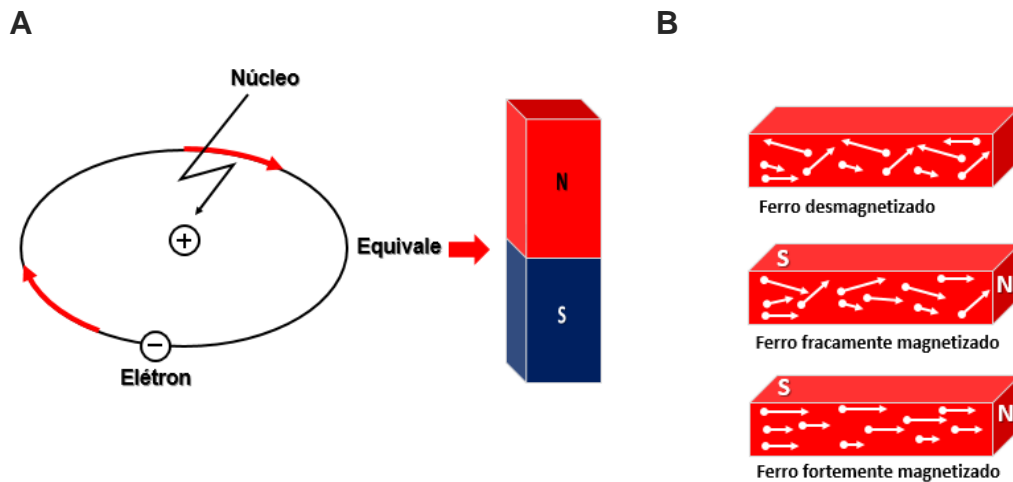 A
B
Núcleo
+
N
Equivale
S
−
Elétron
Ferro desmagnetizado
S
N
Ferro fracamente magnetizado
S
N
Ferro fortemente magnetizado